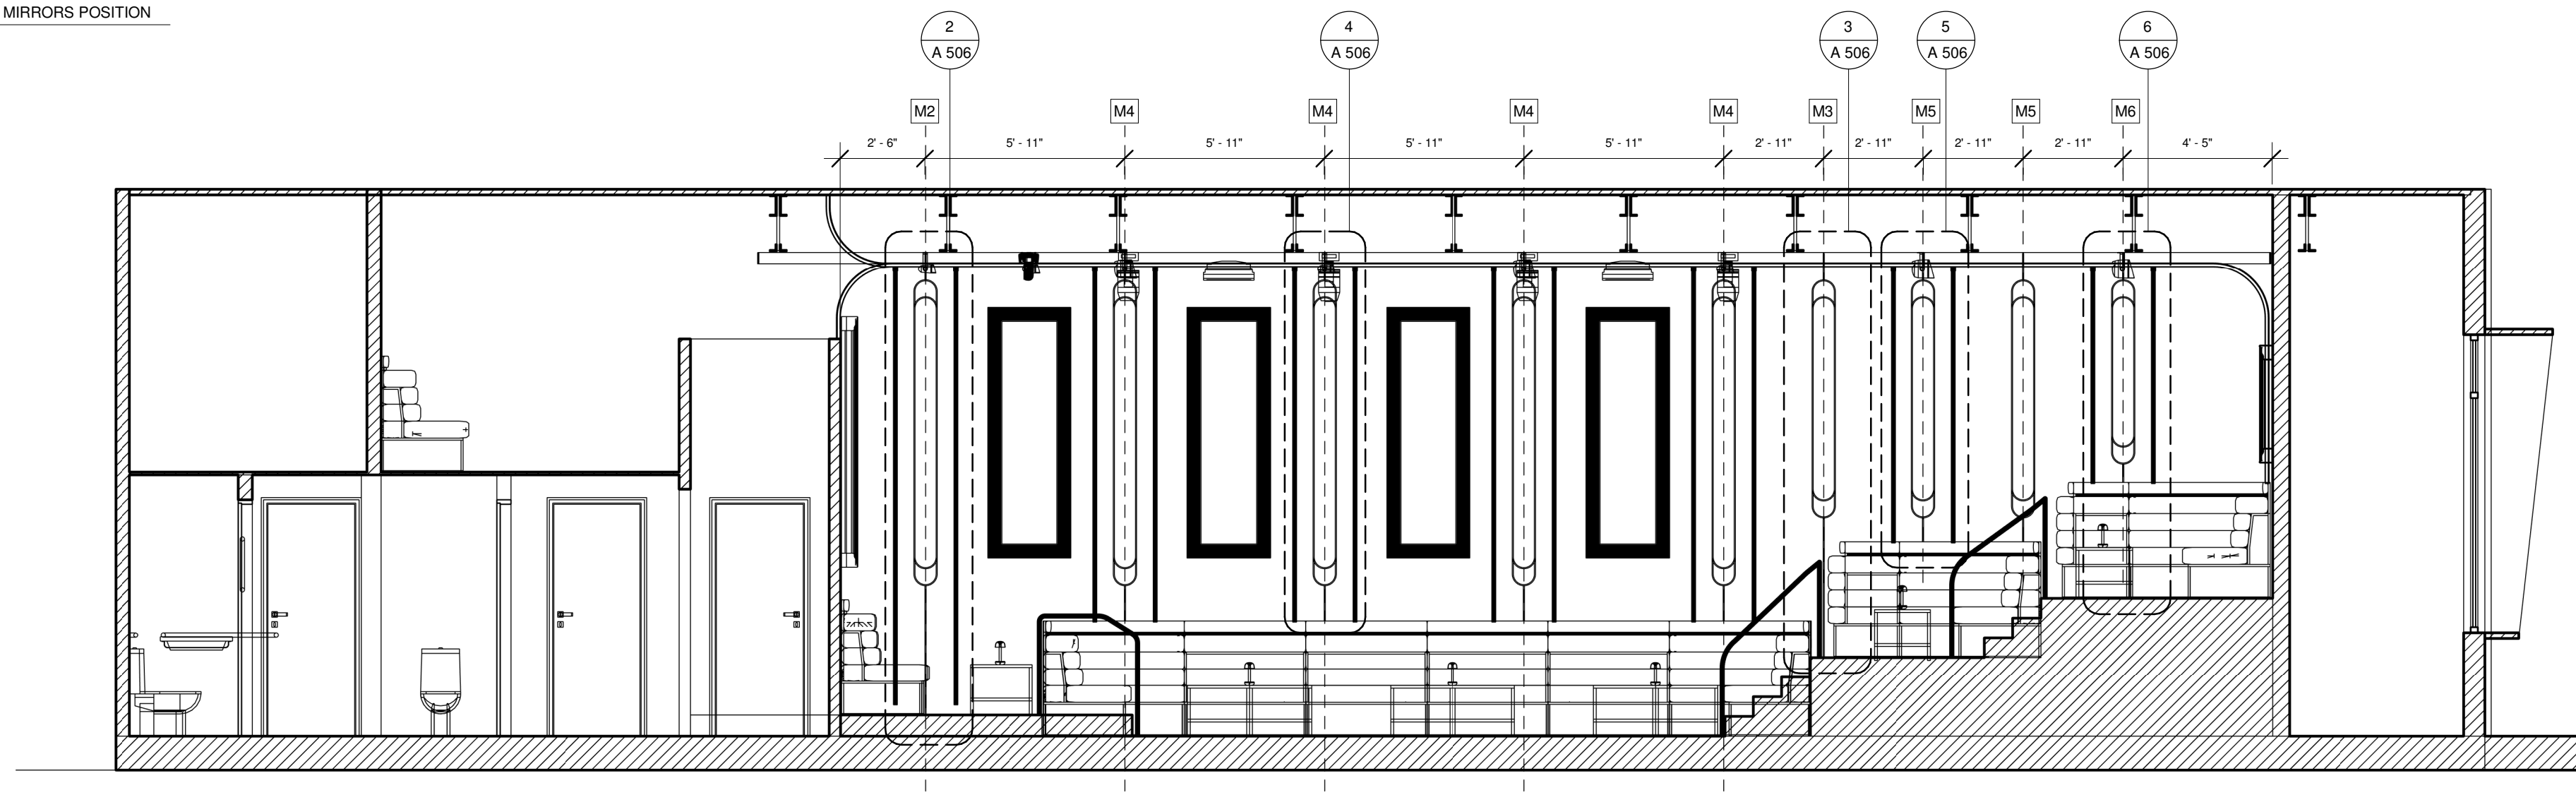 MIRRORS POSITION
2
A 506
4
A 506
3
A 506
5
A 506
6
A 506
M2
M4
M4
M4
M4
M3
M5
M5
M6
2' - 6"
5' - 11"
5' - 11"
5' - 11"
5' - 11"
2' - 11"
2' - 11"
2' - 11"
2' - 11"
4' - 5"